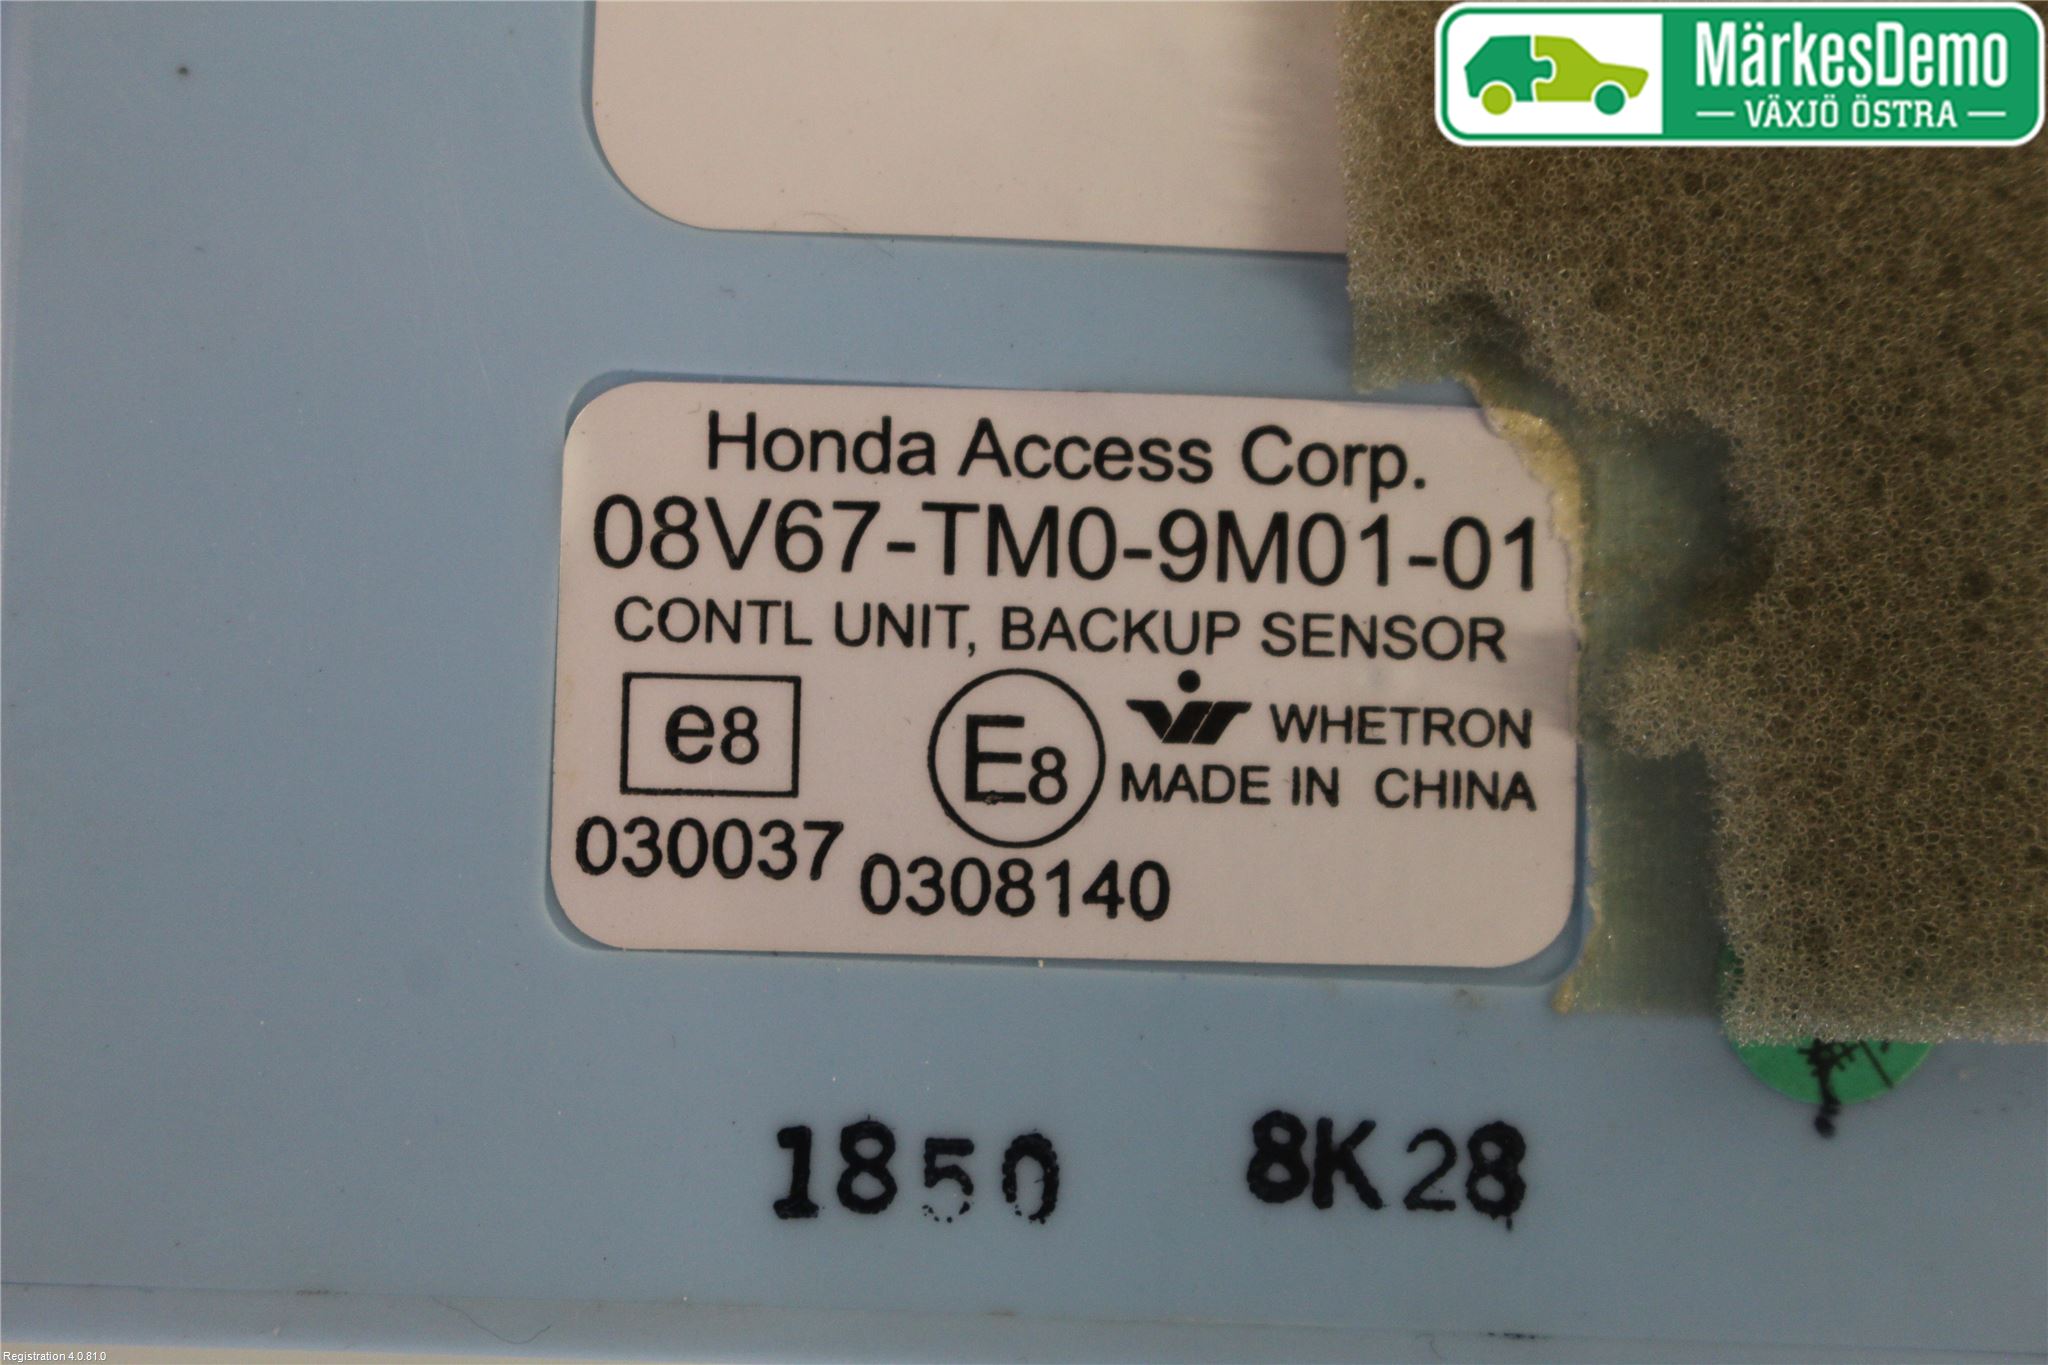 MärkesDemo
VÄXJÖ ÖSTRA
Honda Access Corp.
08V67-TM0-9M01-01
CONTL UNIT, BACKUP SENSOR
e8
E8
WHETRON
MADE IN CHINA
030037
0308140
1850 8K28
Registration 4.0.81.0